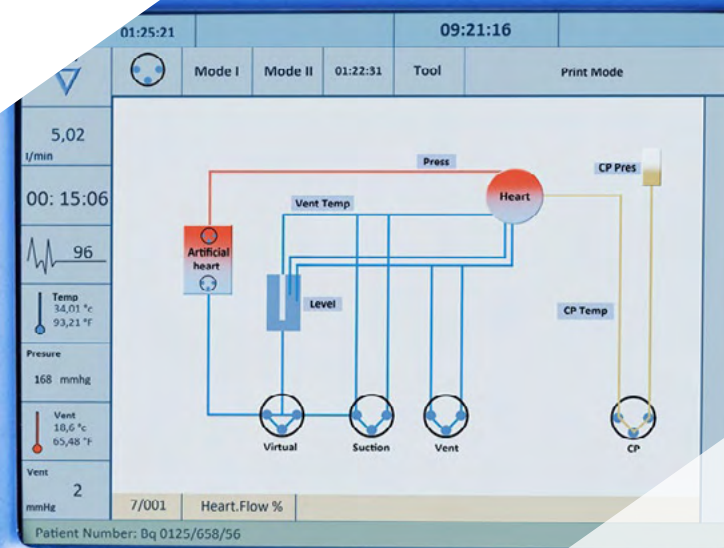 01:25:21
09:21:16
Mode I
Mode II
01:22:31
Tool
Print Mode
5,02
l/min
00: 15:06
96
Temp
34,01 °c
93,21 °F
Presure
168 mmhg
Vent
18,6 °c
65,48 °F
Vent
2
mmHg
Press
CP Pres
Heart
Vent Temp
Artificial
heart
Level
CP Temp
Virtual
Suction
Vent
CP
7/001
Heart.Flow %
Patient Number: Bq 0125/658/56